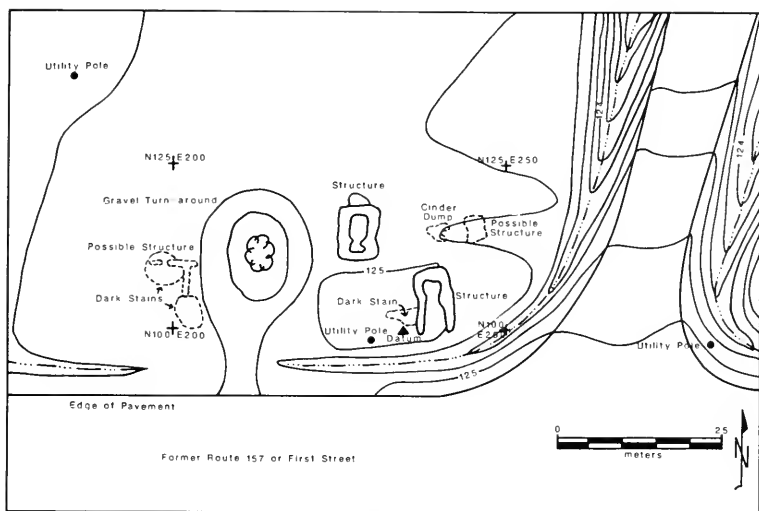 Utility Pole
124
124
N125 E200
N125 E250
Structure
Gravel Turn-around
Cinder
Dump
Possible
Structure
Possible Structure
125
Dark Stains
Dark Stain
Structure
N100 E200
N100
Utility Pole
Datum
Utility Pole
125
Edge of Pavement
0
25
meters
Former Route 157 or First Street
N